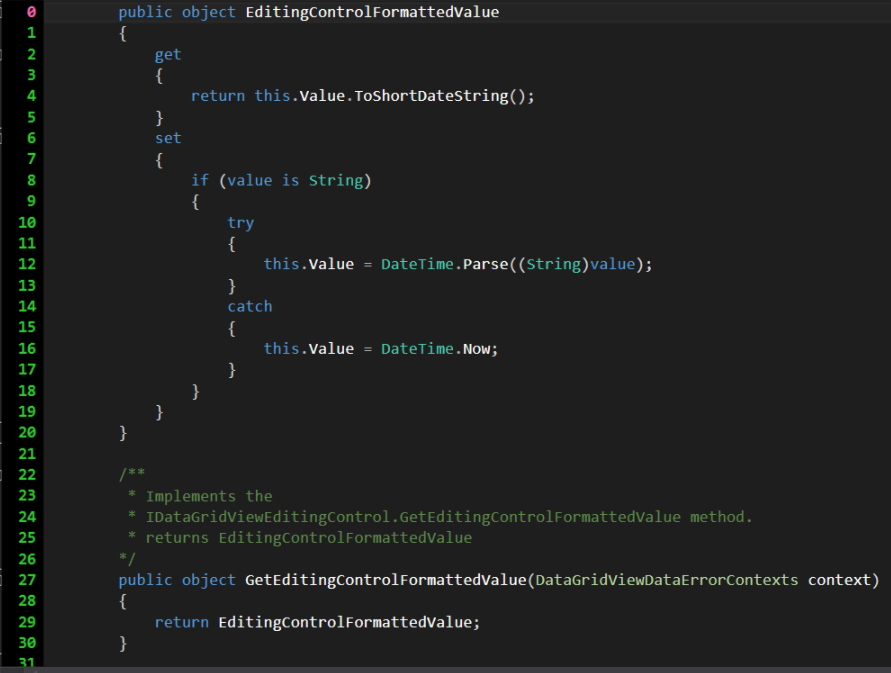 0 public object EditingControlFormattedValue
1 {
2 get
3 {
4 return this.Value.ToShortDateString();
5 }
6 set
7 {
8 if (value is String)
9 {
10 try
11 {
12 this.Value = DateTime.Parse((String)value);
13 }
14 catch
15 {
16 this.Value = DateTime.Now;
17 }
18 }
19 }
20 }
21
22 /**
23 * Implements the
24 * IDataGridViewEditingControl.GetEditingControlFormattedValue method.
25 * returns EditingControlFormattedValue
26 */
27 public object GetEditingControlFormattedValue(DataGridViewDataErrorContexts context)
28 {
29 return EditingControlFormattedValue;
30 }
31